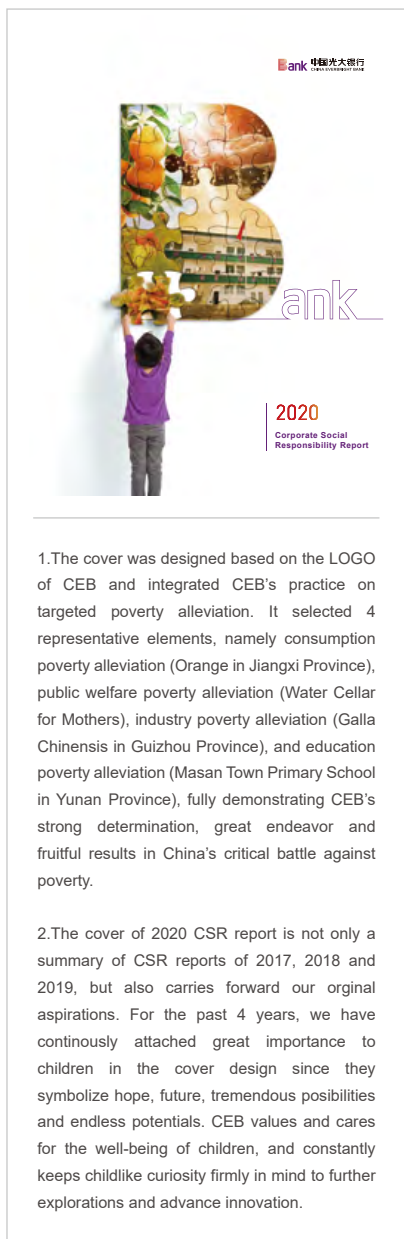 Bank 中国光大银行
CHINA EVERBRIGHT BANK
Bank
2020
Corporate Social
Responsibility Report
1.The cover was designed based on the LOGO
of CEB and integrated CEB’s practice on
targeted poverty alleviation. It selected 4
representative elements, namely consumption
poverty alleviation (Orange in Jiangxi Province),
public welfare poverty alleviation (Water Cellar
for Mothers), industry poverty alleviation (Galla
Chinensis in Guizhou Province), and education
poverty alleviation (Masan Town Primary School
in Yunan Province), fully demonstrating CEB’s
strong determination, great endeavor and
fruitful results in China’s critical battle against
poverty.
2.The cover of 2020 CSR report is not only a
summary of CSR reports of 2017, 2018 and
2019, but also carries forward our orginal
aspirations. For the past 4 years, we have
continously attached great importance to
children in the cover design since they
symbolize hope, future, tremendous posibilities
and endless potentials. CEB values and cares
for the well-being of children, and constantly
keeps childlike curiosity firmly in mind to further
explorations and advance innovation.